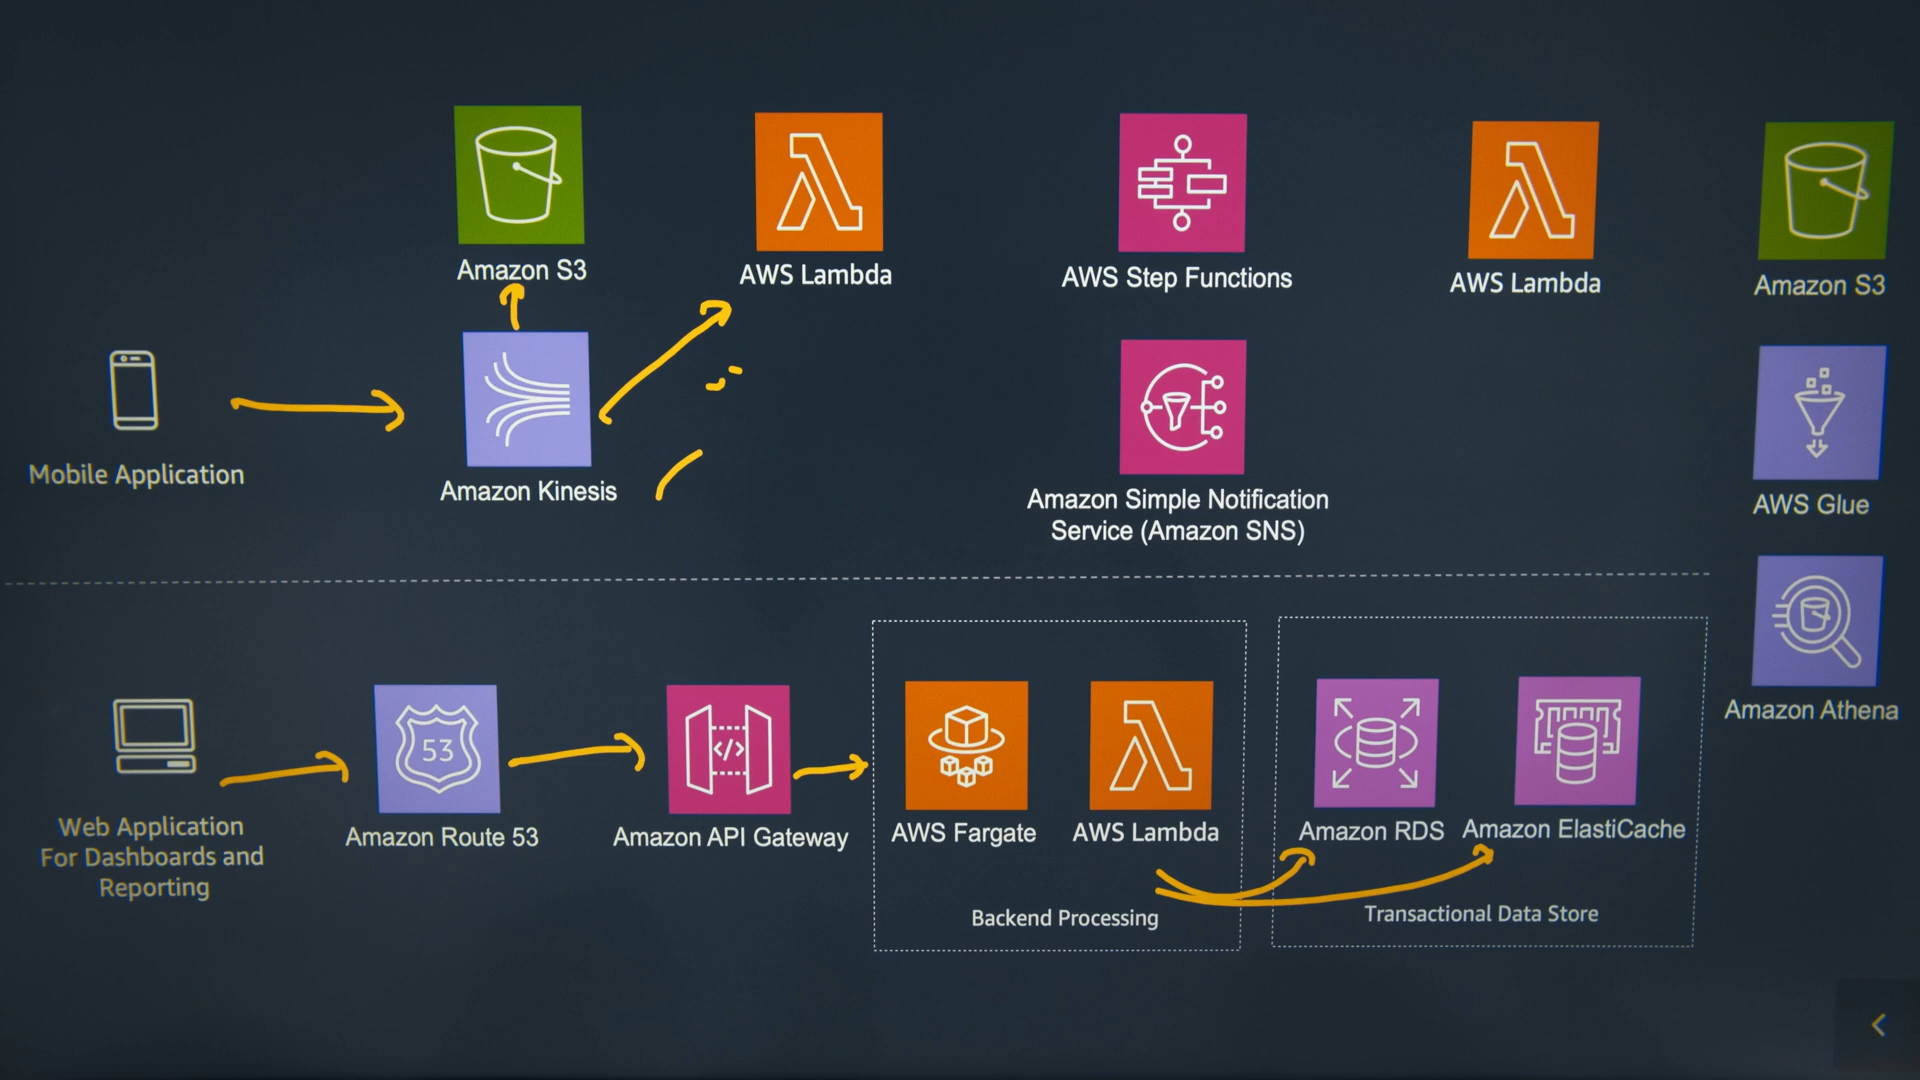 Amazon S3
AWS Lambda
AWS Step Functions
AWS Lambda
Amazon S3
Mobile Application
Amazon Kinesis
Amazon Simple Notification
Service (Amazon SNS)
AWS Glue
Amazon Athena
53
</>
Web Application
For Dashboards and
Reporting
Amazon Route 53
Amazon API Gateway
AWS Fargate
AWS Lambda
Amazon RDS
Amazon ElastiCache
Backend Processing
Transactional Data Store